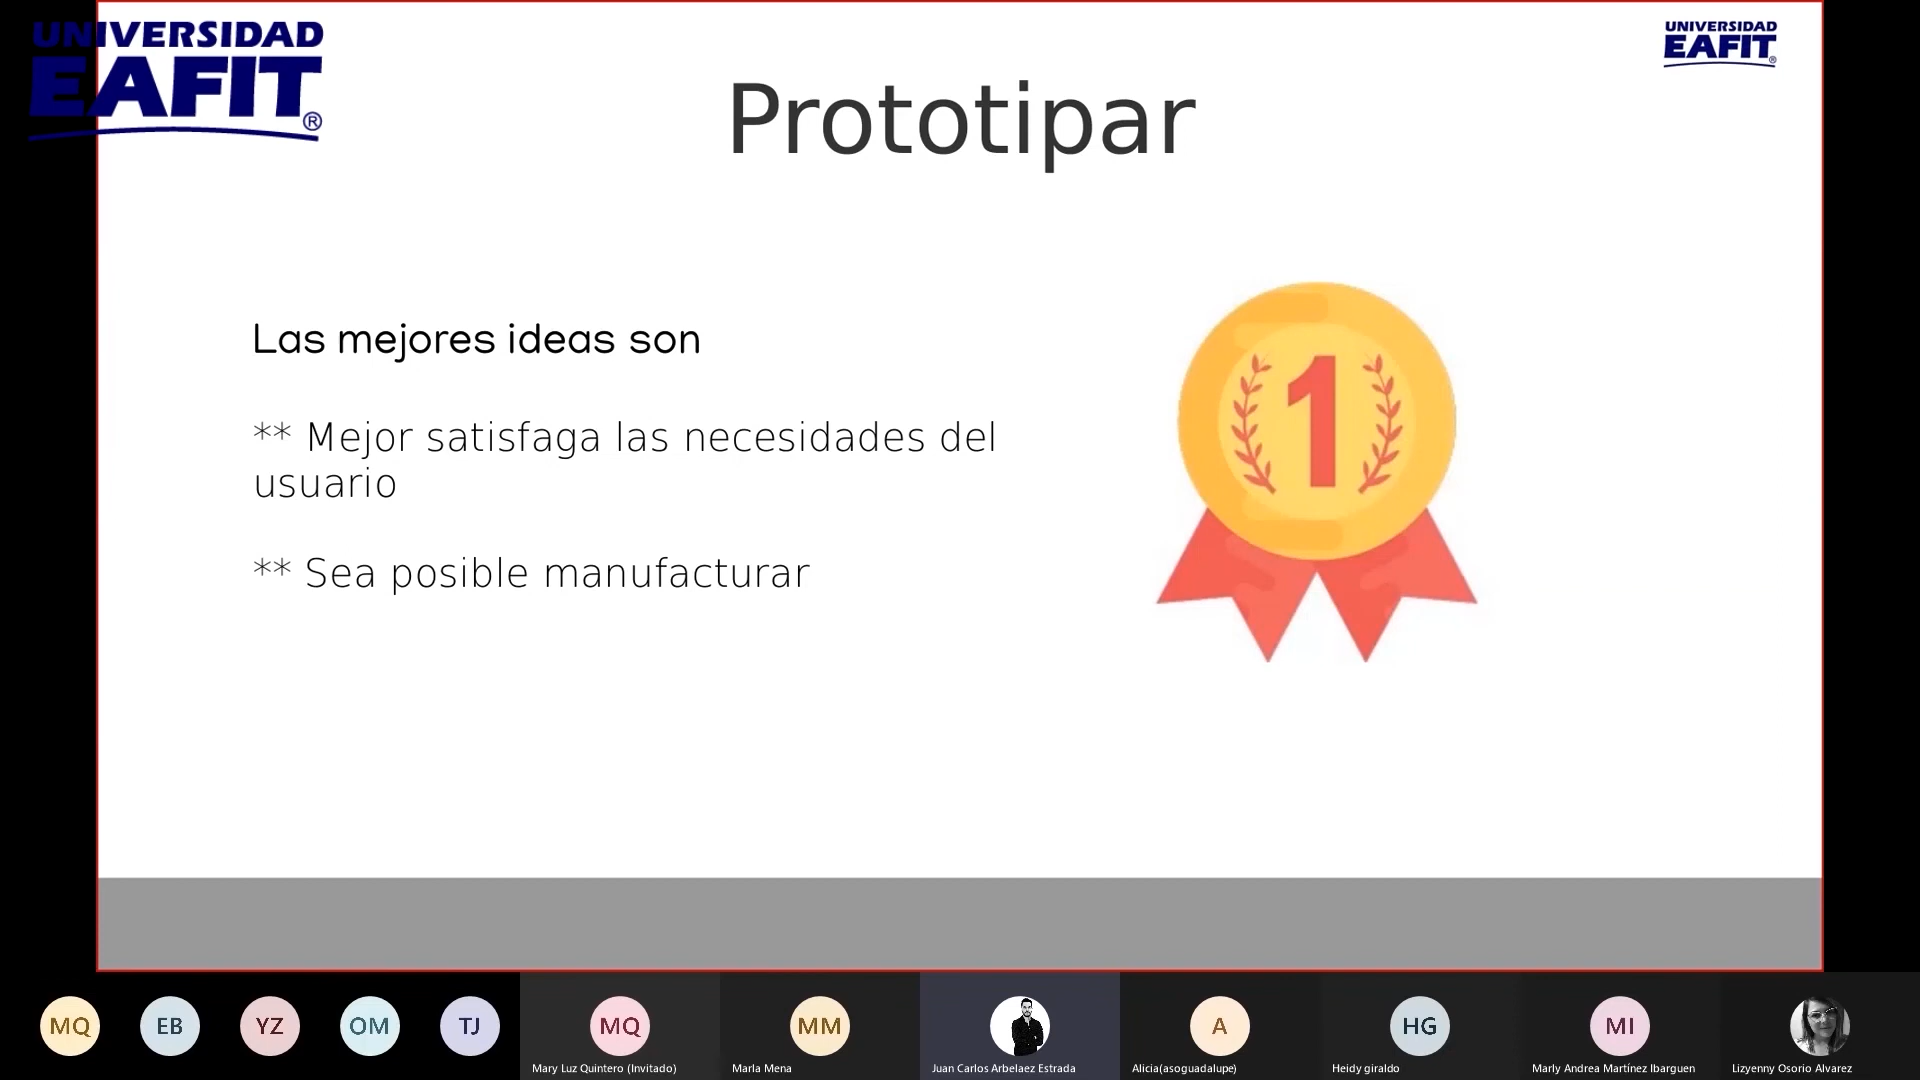 UNIVERSIDAD
EAFIT®
UNIVERSIDAD
EAFIT®
Prototipar
Las mejores ideas son
** Mejor satisfaga las necesidades del
usuario
** Sea posible manufacturar
1
MQ
EB
YZ
OM
TJ
MQ
MM
A
HG
MI
Mary Luz Quintero (Invitado)
Marla Mena
Juan Carlos Arbelaez Estrada
Alicia(asoguadalupe)
Heidy giraldo
Marly Andrea Martínez Ibarguen
Lizyenny Osorio Alvarez